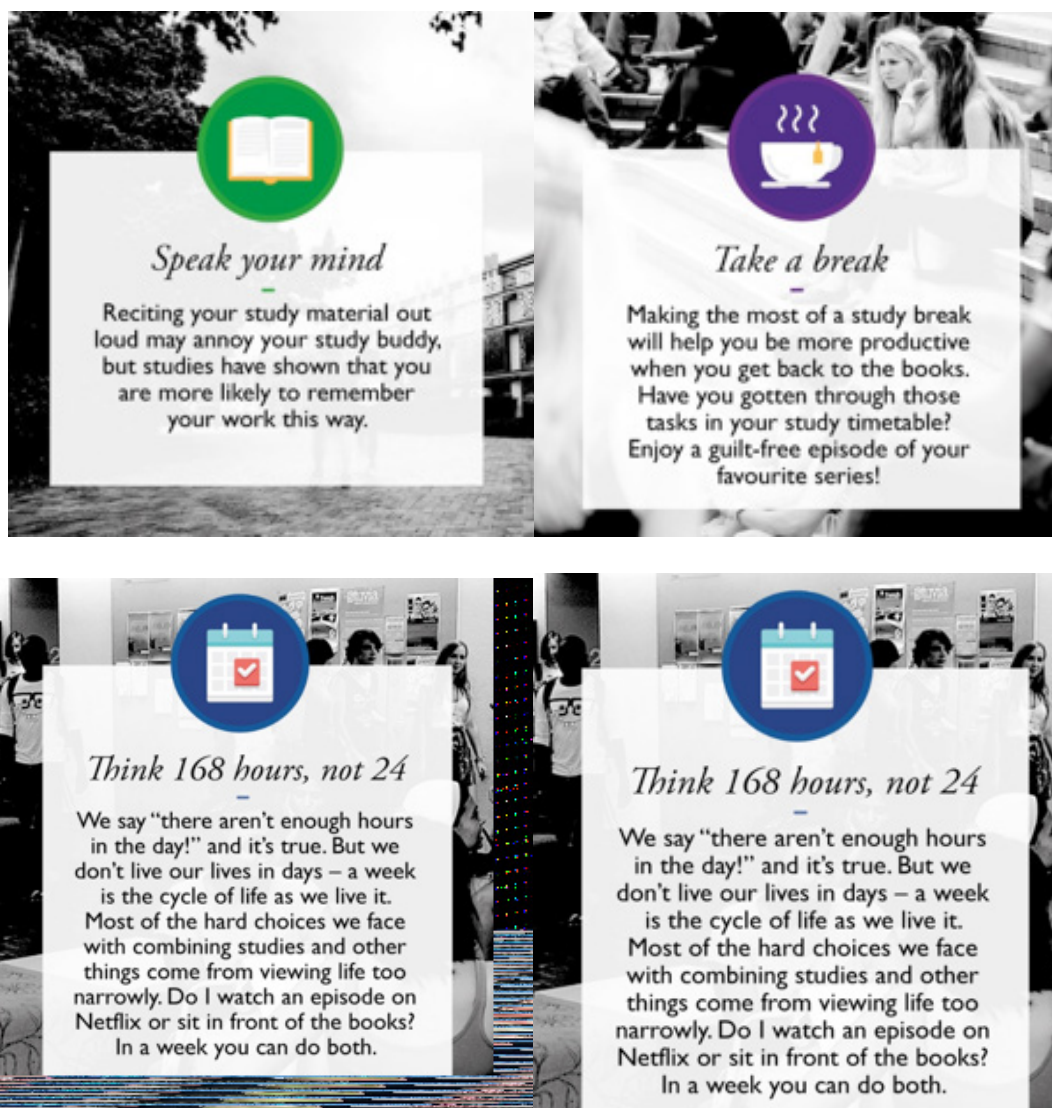 Speak your mind
Reciting your study material out
loud may annoy your study buddy,
but studies have shown that you
are more likely to remember
your work this way.
Take a break
Making the most of a study break
will help you be more productive
when you get back to the books.
Have you gotten through those
tasks in your study timetable?
Enjoy a guilt-free episode of your
favourite series!
Think 168 hours, not 24
We say “there aren’t enough hours
in the day!” and it’s true. But we
don’t live our lives in days – a week
is the cycle of life as we live it.
Most of the hard choices we face
with combining studies and other
things come from viewing life too
narrowly. Do I watch an episode on
Netflix or sit in front of the books?
In a week you can do both.
Think 168 hours, not 24
We say “there aren’t enough hours
in the day!” and it’s true. But we
don’t live our lives in days – a week
is the cycle of life as we live it.
Most of the hard choices we face
with combining studies and other
things come from viewing life too
narrowly. Do I watch an episode on
Netflix or sit in front of the books?
In a week you can do both.